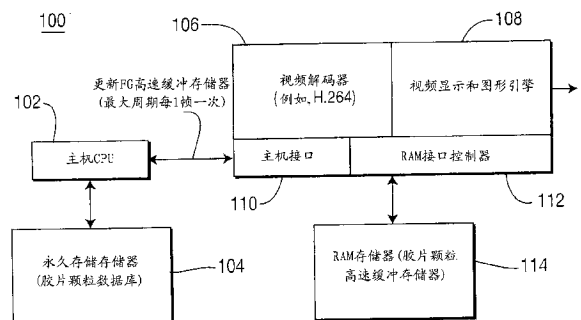 100
106
108
更新FG高速缓冲存储器
(最大周期每1帧一次)
102
视频解码器
(例如,H.264)
视频显示和图形引擎
主机CPU
主机接口
RAM接口控制器
110
112
永久存储存储器
(胶片颗粒数据库)
104
RAM存储器(胶片颗粒
高速缓冲存储器)
114